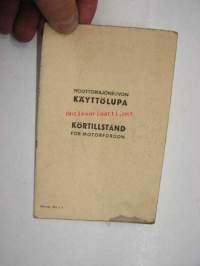 MOOTTORIAJONEUVON
KÄYTTÖLUPA
KÖRTILLSTÅND
FÖR MOTORFORDON